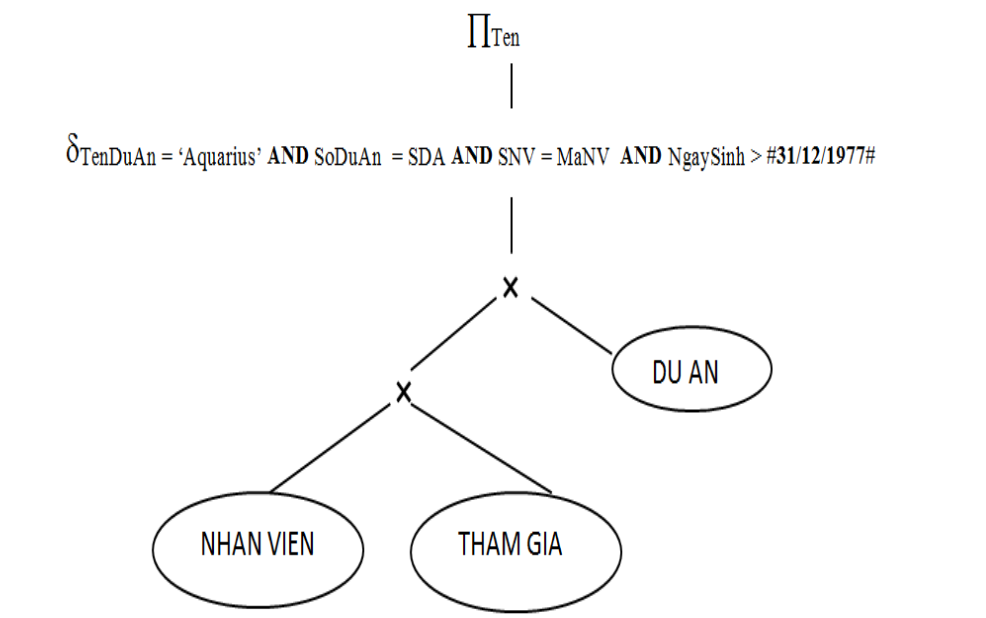 ∏Ten
δTenDuAn = ‘Aquarius’ AND SoDuAn = SDA AND SNV = MaNV AND NgaySinh > #31/12/1977#
x
DU AN
x
NHAN VIEN THAM GIA